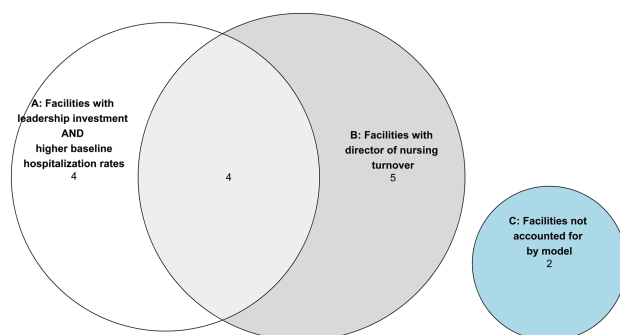 A: Facilities with
leadership investment
AND
higher baseline
hospitalization rates
4
4
B: Facilities with
director of nursing
turnover
5
C: Facilities not
accounted for
by model
2